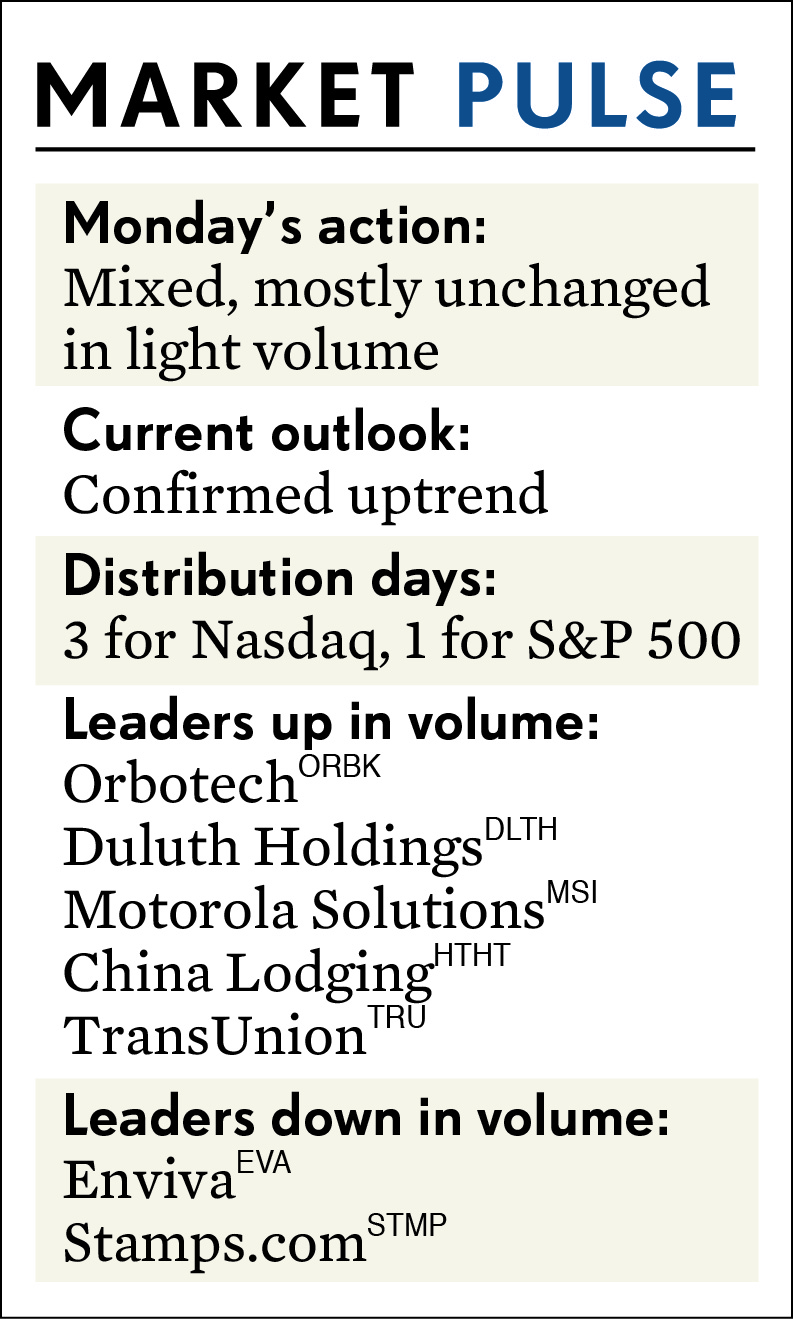 MARKET PULSE
Monday’s action:
Mixed, mostly unchanged
in light volume
Current outlook:
Confirmed uptrend
Distribution days:
3 for Nasdaq, 1 for S&P 500
Leaders up in volume:
Orbotech ORBK
Duluth Holdings DLTH
Motorola Solutions MSI
China Lodging HTHT
TransUnion TRU
Leaders down in volume:
Enviva EVA
Stamps.com STMP